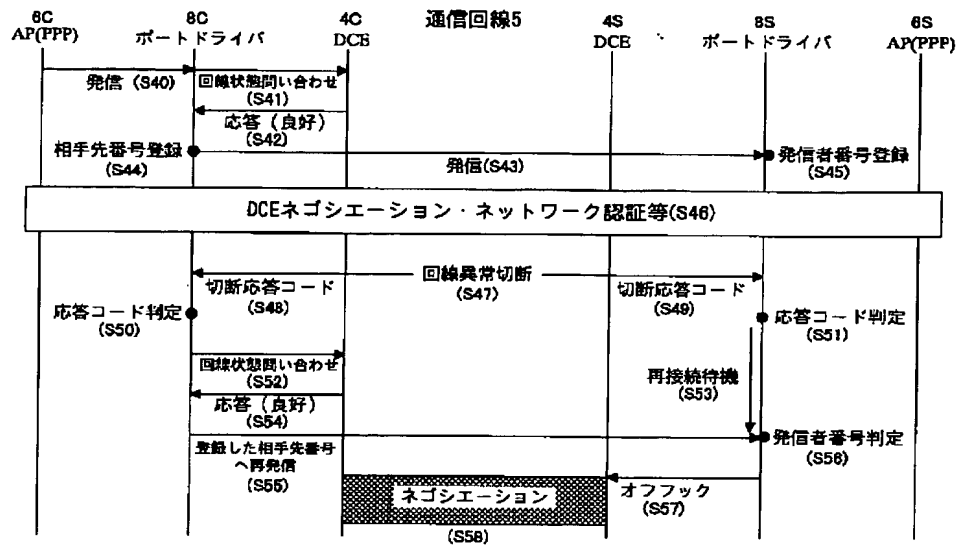 6C
AP(PPP)
8C
ポートドライバ
4C
DCE
通信回線5
4S
DCE
8S
ポートドライバ
6S
AP(PPP)
発信(S40)
回線状態問い合わせ
(S41)
応答(良好)
(S42)
相手先番号登録
(S44)
発信(S43)
発信者番号登録
(S45)
DCEネゴシエーション・ネットワーク認証等(S46)
回線異常切断
(S47)
切断応答コード
(S48)
切断応答コード
(S49)
応答コード判定
(S50)
応答コード判定
(S51)
回線状態問い合わせ
(S52)
再接続待機
(S53)
応答(良好)
(S54)
登録した相手先番号
へ再発信
(S55)
発信者番号判定
(S56)
オフフック
(S57)
ネゴシエーション
(S58)